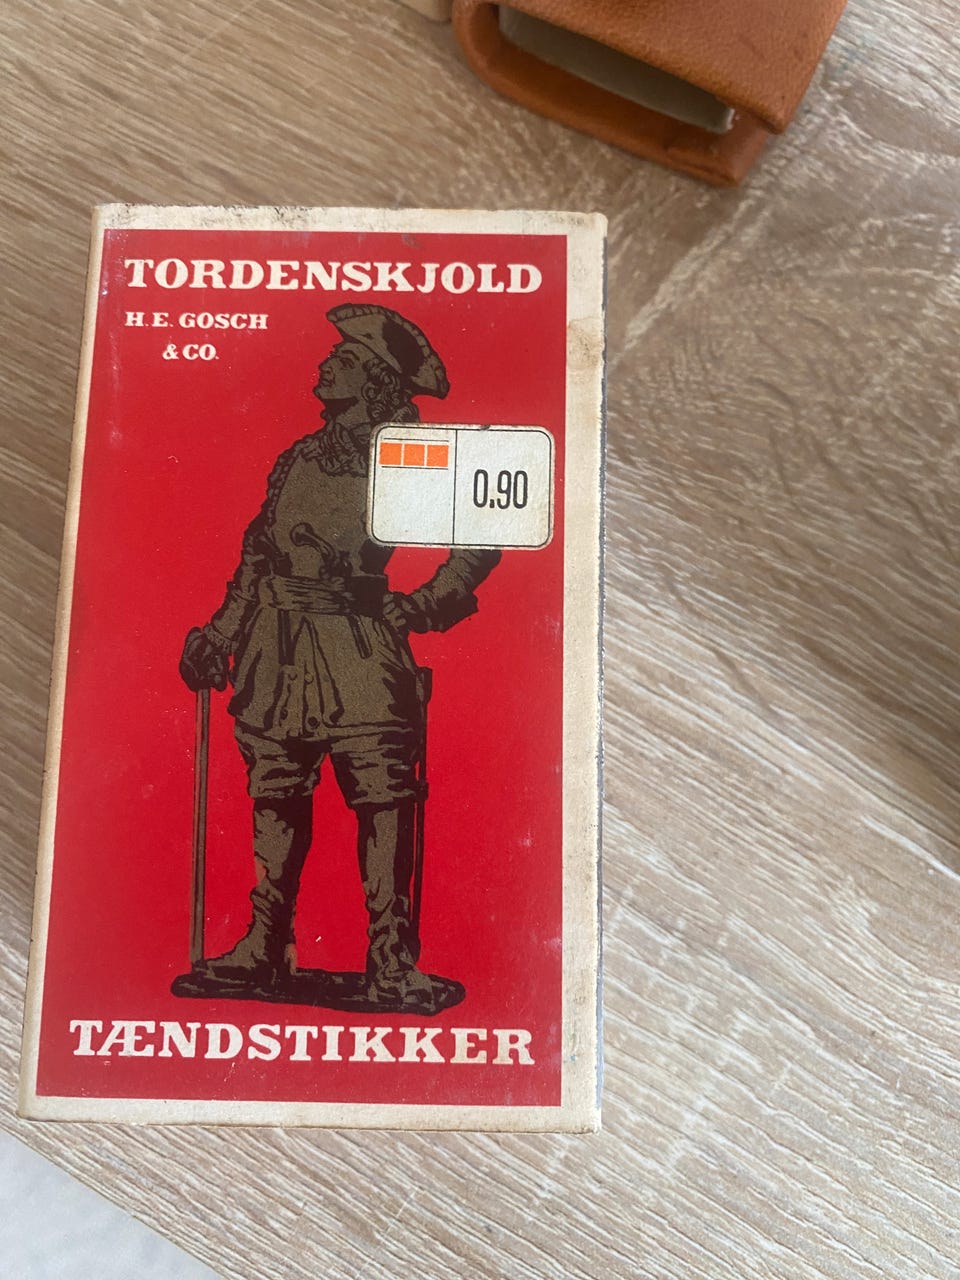 TORDENSKJOLD
H. E. GOSCH
& CO.
0.90
TÆNDSTIKKER